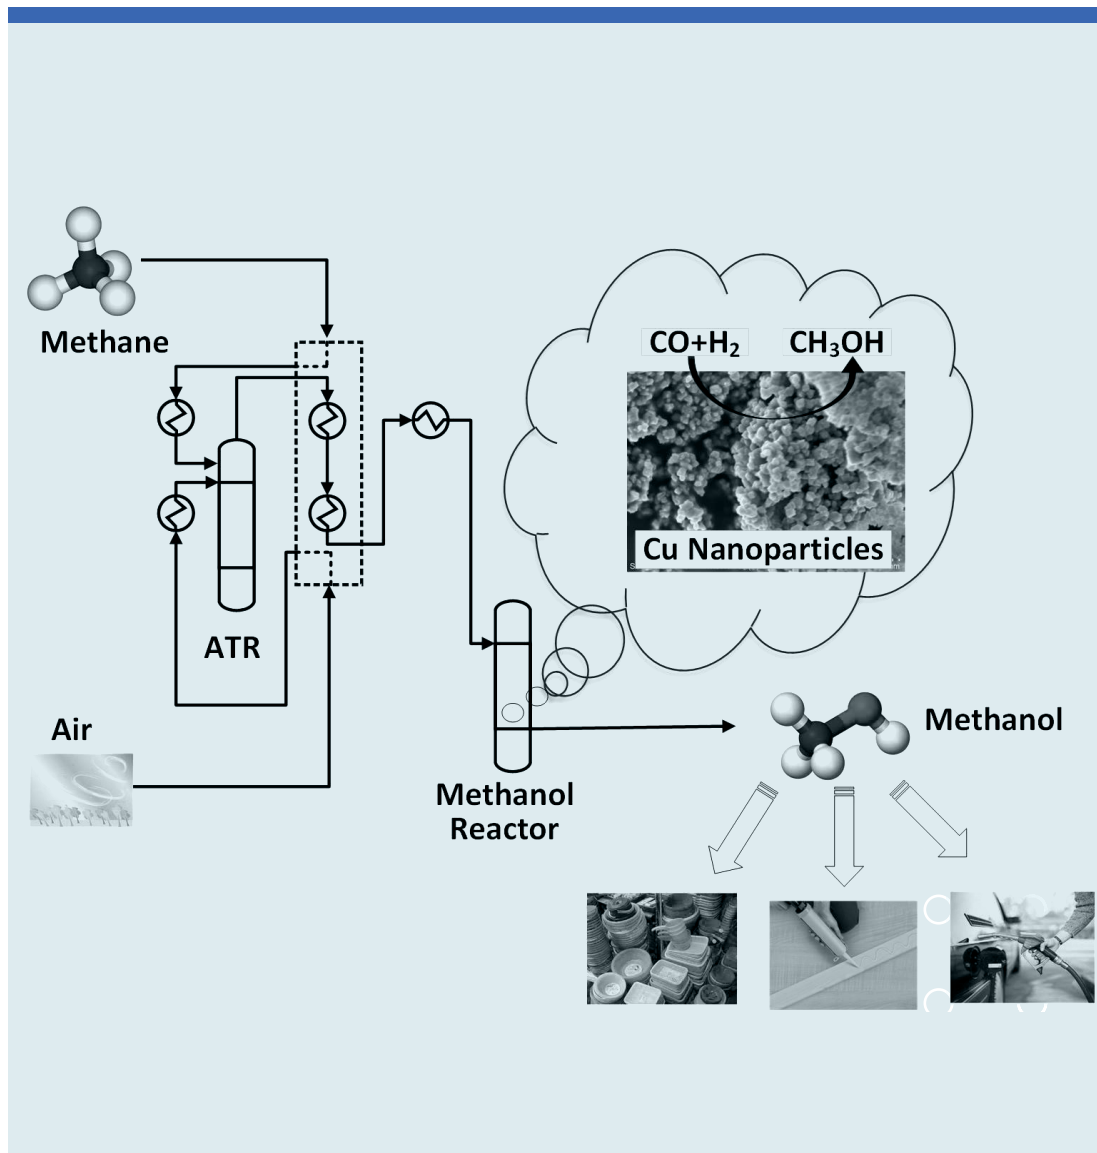 Methane
CO+H₂
CH₃OH
Cu Nanoparticles
ATR
Air
Methanol
Methanol
Reactor